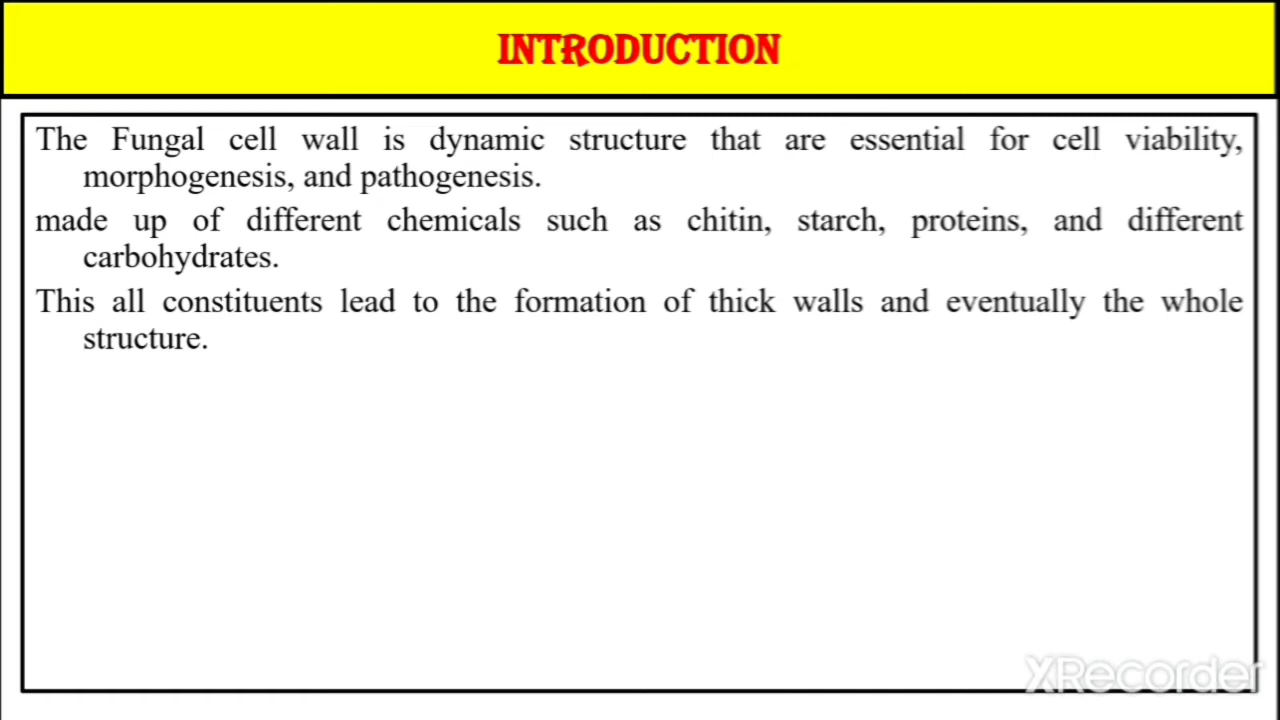 INTRODUCTION
The Fungal cell wall is dynamic structure that are essential for cell viability,
morphogenesis, and pathogenesis.
made up of different chemicals such as chitin, starch, proteins, and different
carbohydrates.
This all constituents lead to the formation of thick walls and eventually the whole
structure.
XRecorder